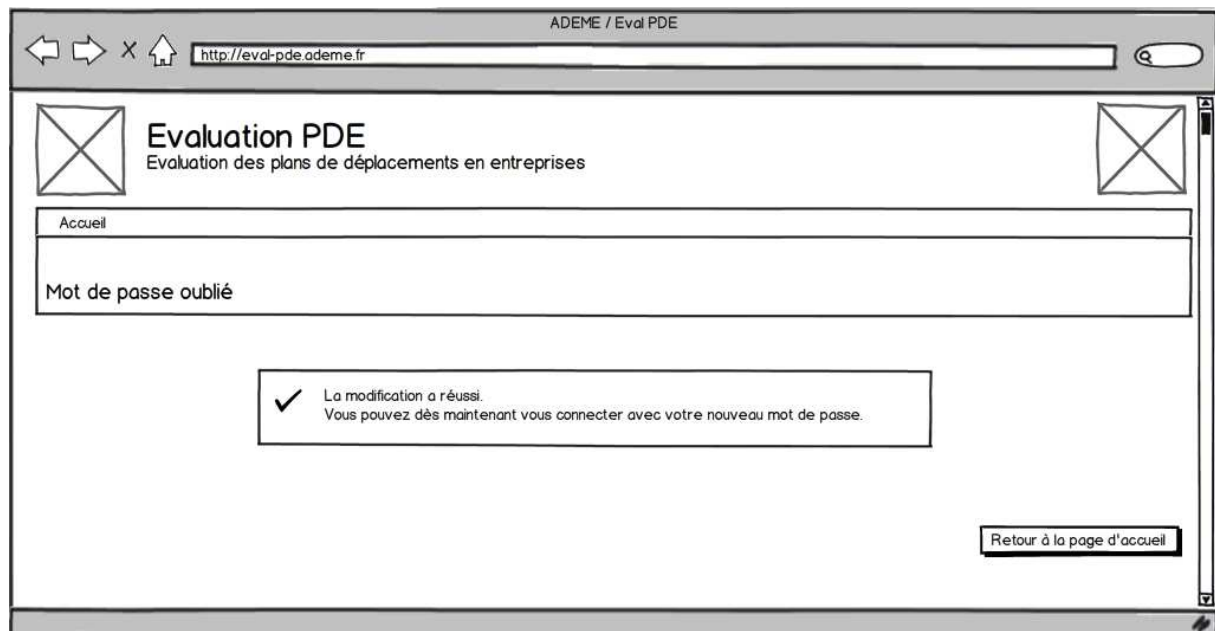 ADEME / Eval PDE
http://eval-pde.ademe.fr
Evaluation PDE
Evaluation des plans de déplacements en entreprises
Accueil
Mot de passe oublié
La modification a réussi.
Vous pouvez dès maintenant vous connecter avec votre nouveau mot de passe.
Retour à la page d'accueil